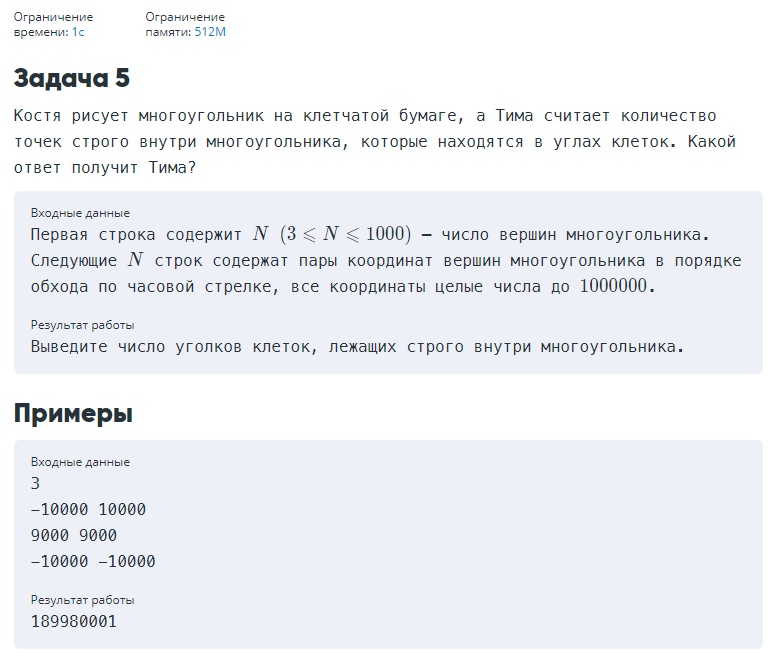 Ограничение
времени: 1с
Ограничение
памяти: 512M
Задача 5
Костя рисует многоугольник на клетчатой бумаге, а Тима считает количество
точек строго внутри многоугольника, которые находятся в углах клеток. Какой
ответ получит Тима?
Входные данные
Первая строка содержит N (3 ⩽ N ⩽ 1000) — число вершин многоугольника.
Следующие N строк содержат пары координат вершин многоугольника в порядке
обхода по часовой стрелке, все координаты целые числа до 1000000.
Результат работы
Выведите число уголков клеток, лежащих строго внутри многоугольника.
Примеры
Входные данные
3
-10000 10000
9000 9000
-10000 -10000
Результат работы
189980001